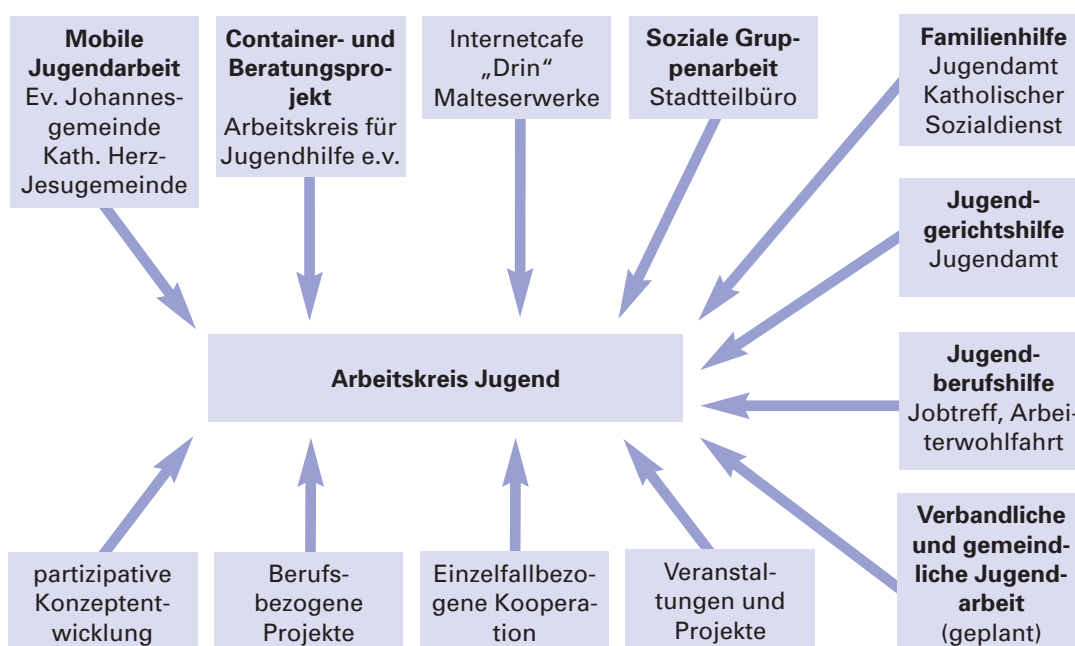 Mobile
Jugendarbeit
Ev. Johannes-
gemeinde
Kath. Herz-
Jesugemeinde
Container- und
Beratungspro-
jekt
Arbeitskreis für
Jugendhilfe e.v.
Internetcafe
„Drin“
Malteserwerke
Soziale Grup-
penarbeit
Stadtteilbüro
Familienhilfe
Jugendamt
Katholischer
Sozialdienst
Jugend-
gerichtshilfe
Jugendamt
Jugend-
berufshilfe
Jobtreff, Arbei-
terwohlfahrt
Verbandliche
und gemeind-
liche Jugend-
arbeit
(geplant)
Arbeitskreis Jugend
partizipative
Konzeptent-
wicklung
Berufs-
bezogene
Projekte
Einzelfallbezo-
gene Koopera-
tion
Veranstal-
tungen und
Projekte